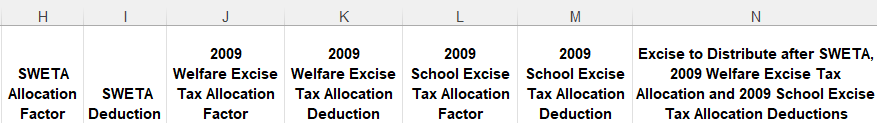 H I J K L M N
SWETA
Allocation
Factor
SWETA
Deduction
2009
Welfare Excise
Tax Allocation
Factor
2009
Welfare Excise
Tax Allocation
Deduction
2009
School Excise
Tax Allocation
Factor
2009
School Excise
Tax Allocation
Deduction
Excise to Distribute after SWETA,
2009 Welfare Excise Tax
Allocation and 2009 School Excise
Tax Allocation Deductions